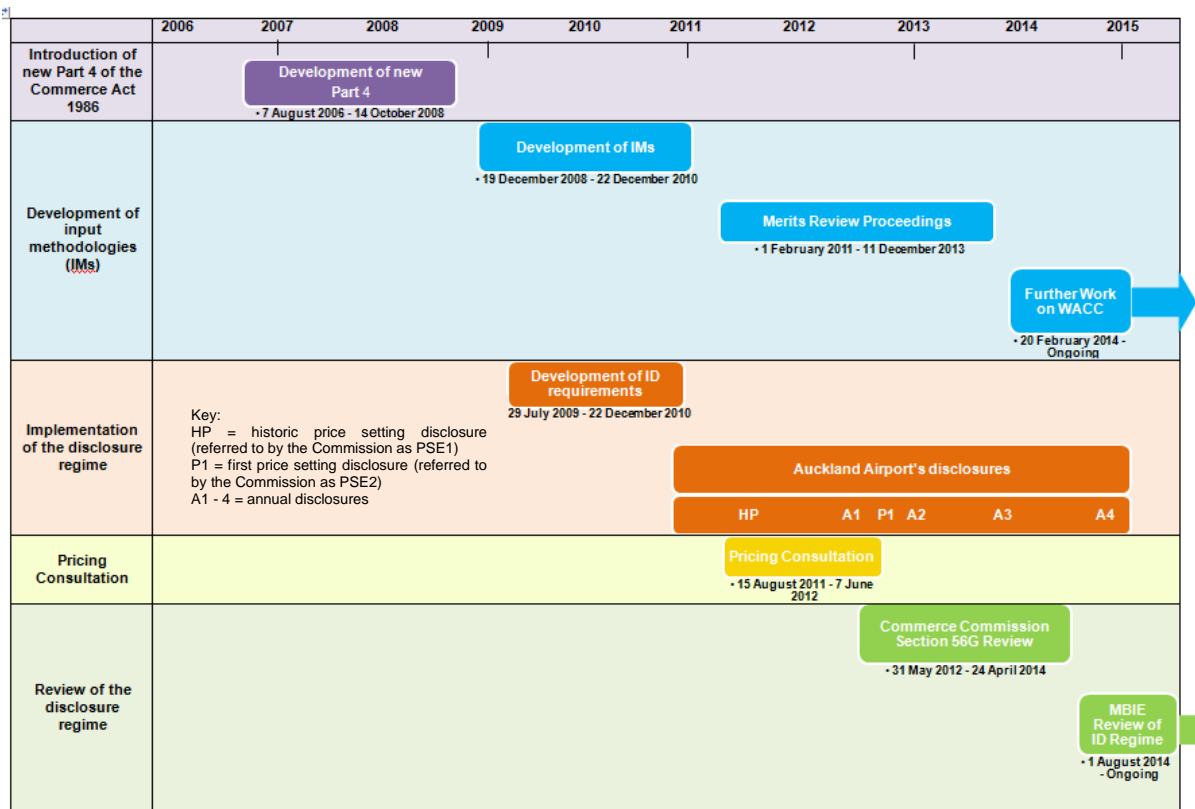 2006 2007 2008 2009 2010 2011 2012 2013 2014 2015
Introduction of
new Part 4 of the
Commerce Act
1986
Development of new
Part 4
• 7 August 2006 - 14 October 2008
Development of
input
methodologies
(IMs)
Development of IMs
• 19 December 2008 - 22 December 2010
Merits Review Proceedings
• 1 February 2011 - 11 December 2013
Further Work
on WACC
• 20 February 2014 -
Ongoing
Implementation
of the disclosure
regime
Development of ID
requirements
29 July 2009 - 22 December 2010
Key:
HP = historic price setting disclosure
(referred to by the Commission as PSE1)
P1 = first price setting disclosure (referred to
by the Commission as PSE2)
A1 - 4 = annual disclosures
Auckland Airport's disclosures
HP A1 P1 A2 A3 A4
Pricing
Consultation
Pricing Consultation
• 15 August 2011 - 7 June
2012
Review of the
disclosure
regime
Commerce Commission
Section 56G Review
• 31 May 2012 - 24 April 2014
MBIE
Review of
ID Regime
• 1 August 2014
- Ongoing